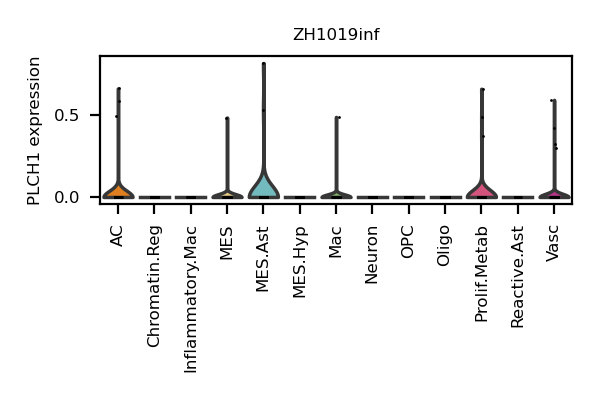 ZH1019inf
PLCH1 expression
0.5
0.0
AC
Chromatin.Reg
Inflammatory.Mac
MES
MES.Ast
MES.Hyp
Mac
Neuron
OPC
Oligo
Prolif.Metab
Reactive.Ast
Vasc